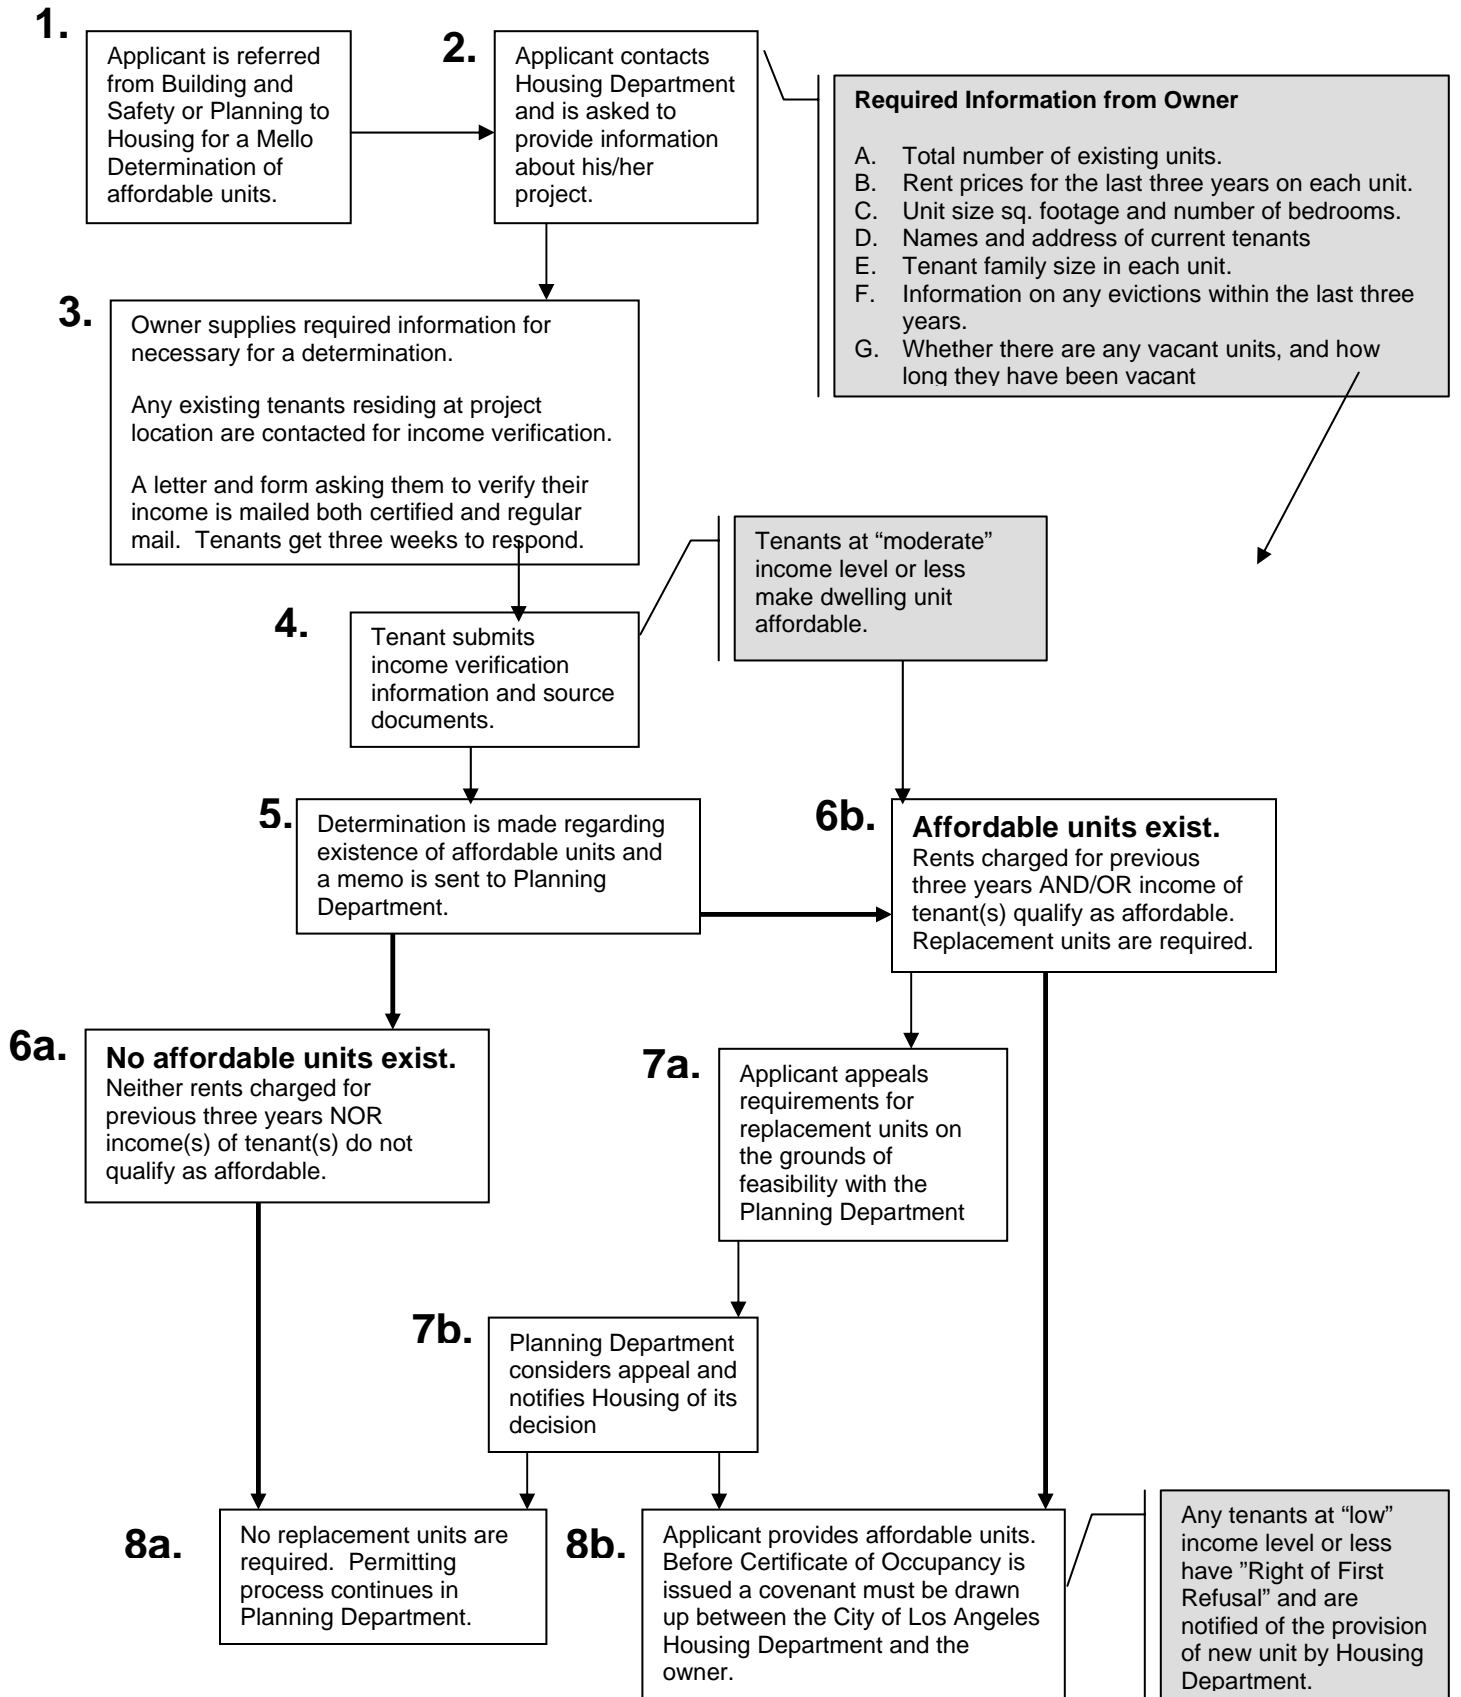 1.
Applicant is referred
from Building and
Safety or Planning to
Housing for a Mello
Determination of
affordable units.
2.
Applicant contacts
Housing Department
and is asked to
provide information
about his/her
project.
Required Information from Owner
A. Total number of existing units.
B. Rent prices for the last three years on each unit.
C. Unit size sq. footage and number of bedrooms.
D. Names and address of current tenants
E. Tenant family size in each unit.
F. Information on any evictions within the last three
years.
G. Whether there are any vacant units, and how
long they have been vacant
3.
Owner supplies required information for
necessary for a determination.
Any existing tenants residing at project
location are contacted for income verification.
A letter and form asking them to verify their
income is mailed both certified and regular
mail. Tenants get three weeks to respond.
Tenants at “moderate”
income level or less
make dwelling unit
affordable.
4.
Tenant submits
income verification
information and source
documents.
5.
Determination is made regarding
existence of affordable units and
a memo is sent to Planning
Department.
6b.
Affordable units exist.
Rents charged for previous
three years AND/OR income of
tenant(s) qualify as affordable.
Replacement units are required.
6a.
No affordable units exist.
Neither rents charged for
previous three years NOR
income(s) of tenant(s) do not
qualify as affordable.
7a.
Applicant appeals
requirements for
replacement units on
the grounds of
feasibility with the
Planning Department
7b.
Planning Department
considers appeal and
notifies Housing of its
decision
8a.
No replacement units are
required. Permitting
process continues in
Planning Department.
8b.
Applicant provides affordable units.
Before Certificate of Occupancy is
issued a covenant must be drawn
up between the City of Los Angeles
Housing Department and the
owner.
Any tenants at “low”
income level or less
have ”Right of First
Refusal” and are
notified of the provision
of new unit by Housing
Department.